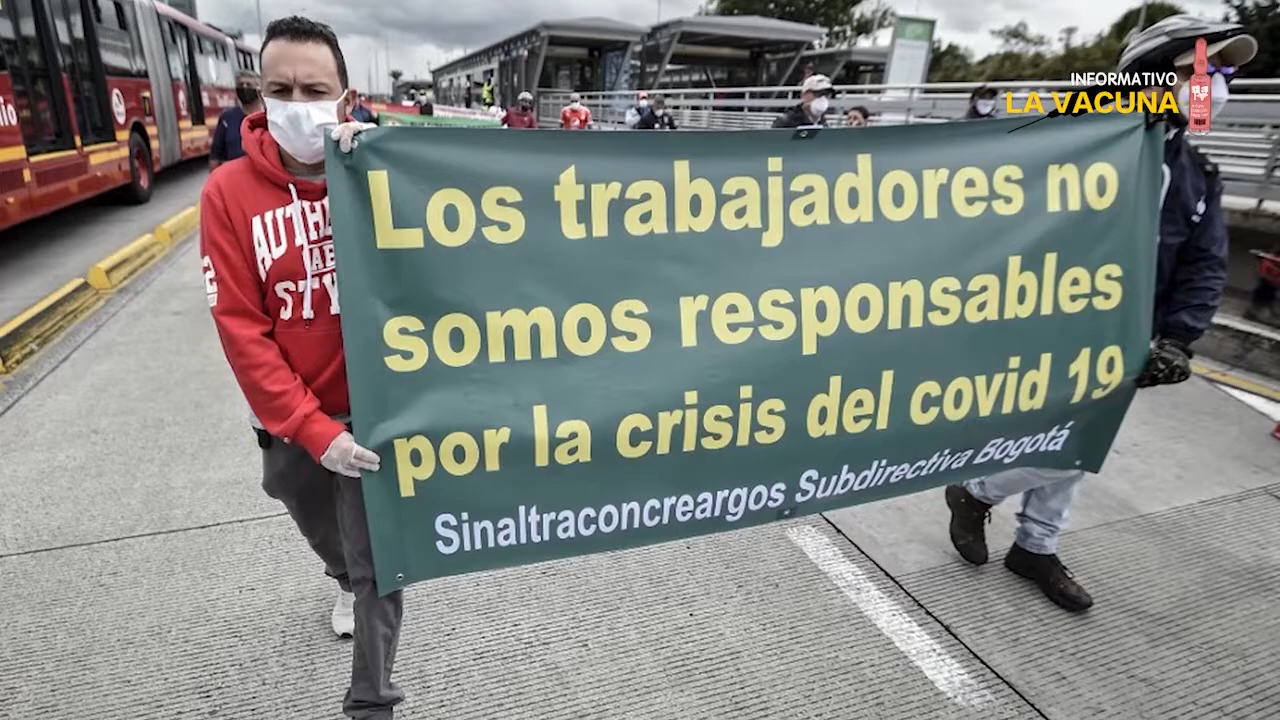 INFORMATIVO
LA VACUNA
Los trabajadores no
somos responsables
por la crisis del covid 19
Sinaltraconcreargos Subdirectiva Bogotá